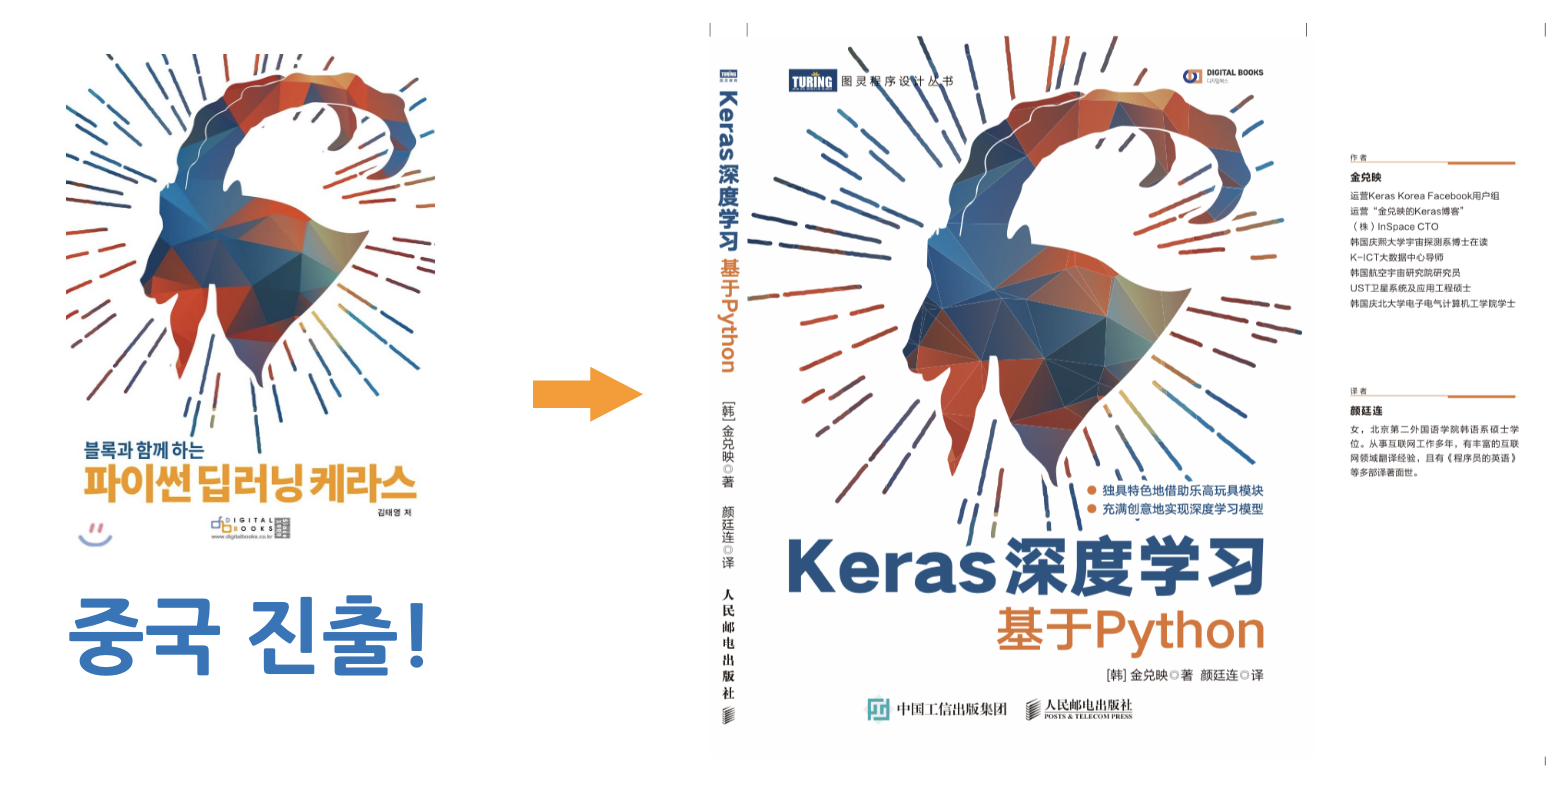 블록과 함께 하는
파이썬 딥러닝 케라스
김태영 저
DIGITAL
BOOKS
www.digitalbooks.co.kr
중국 진출!
TURING
Keras深度学习
基于Python
[韩]金兑映◎著
颜廷连◎译
人民邮电出版社
TURING
图灵程序设计丛书
DIGITAL BOOKS
디지털북스
独具特色地借助乐高玩具模块
充满创意地实现深度学习模型
Keras深度学习
基于Python
[韩] 金兑映◎著 颜廷连◎译
中国工信出版集团
人民邮电出版社
POSTS & TELECOM PRESS
作者
金兑映
运营Keras Korea Facebook用户组
运营“金兑映的Keras博客”
（株）InSpace CTO
韩国庆熙大学宇宙探测系博士在读
K-ICT大数据中心导师
韩国航空宇宙研究院研究员
UST卫星系统及应用工程硕士
韩国庆北大学电子电气计算机工学院学士
译者
颜廷连
女，北京第二外国语学院韩语系硕士学
位。从事互联网工作多年，有丰富的互联
网领域翻译经验，且有《程序员的英语》
等多部译著面世。